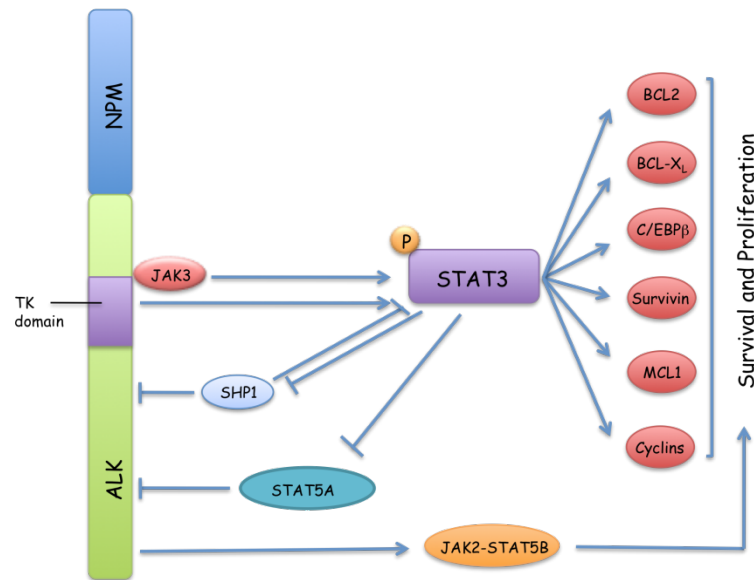 NPM
BCL2
BCL-XL
C/EBPβ
P
JAK3
STAT3
Survivin
TK
domain
SHP1
MCL1
Cyclins
ALK
STAT5A
JAK2-STAT5B
Survival and Proliferation